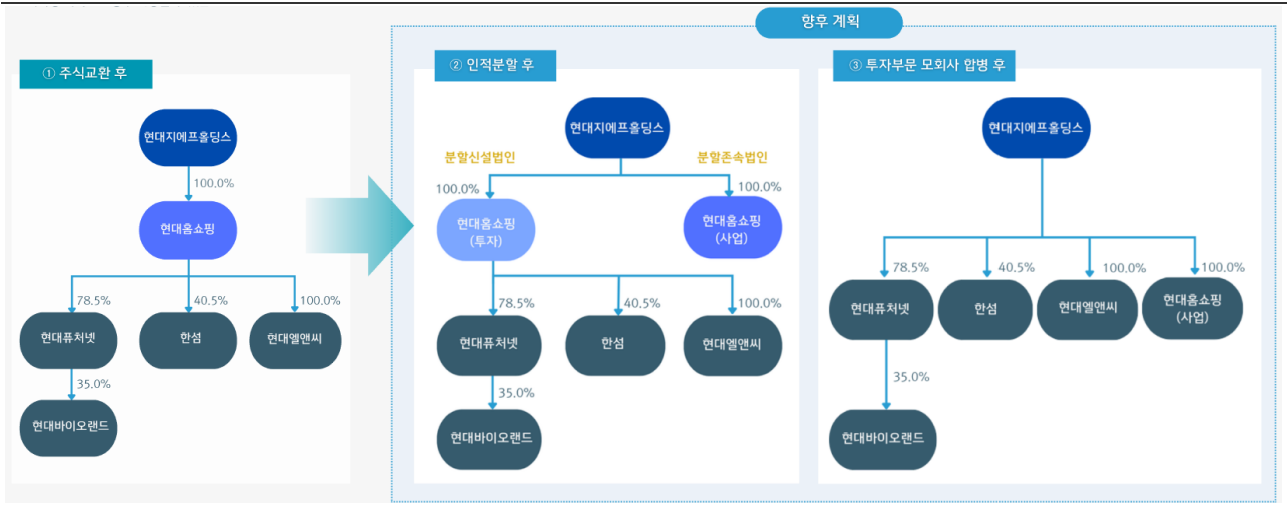 향후 계획
① 주식교환 후
현대지에프홀딩스
100.0%
현대홈쇼핑
78.5%
40.5%
100.0%
현대퓨처넷
한섬
현대엘앤씨
35.0%
현대바이오랜드
② 인적분할 후
현대지에프홀딩스
분할신설법인
분할존속법인
100.0%
100.0%
현대홈쇼핑
(투자)
현대홈쇼핑
(사업)
78.5%
40.5%
100.0%
현대퓨처넷
한섬
현대엘앤씨
35.0%
현대바이오랜드
③ 투자부문 모회사 합병 후
현대지에프홀딩스
78.5%
40.5%
100.0%
100.0%
현대퓨처넷
한섬
현대엘앤씨
현대홈쇼핑
(사업)
35.0%
현대바이오랜드